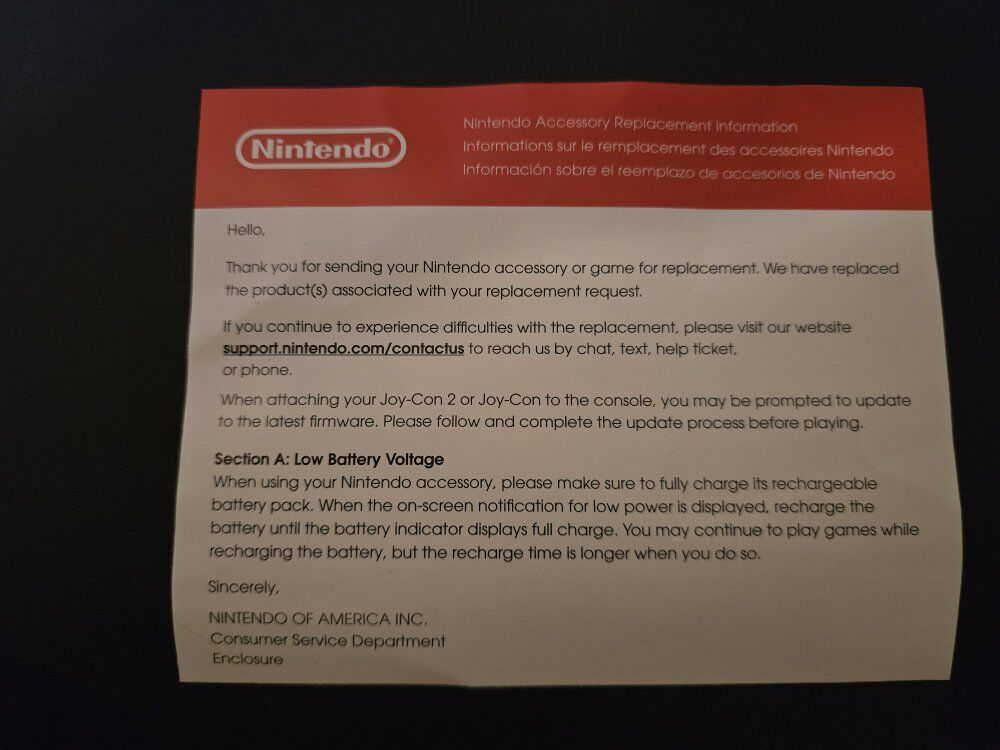 Nintendo®
Nintendo Accessory Replacement Information
Informations sur le remplacement des accessoires Nintendo
Información sobre el reemplazo de accesorios de Nintendo
Hello,
Thank you for sending your Nintendo accessory or game for replacement. We have replaced
the product(s) associated with your replacement request.
If you continue to experience difficulties with the replacement, please visit our website
support.nintendo.com/contactus to reach us by chat, text, help ticket,
or phone.
When attaching your Joy-Con 2 or Joy-Con to the console, you may be prompted to update
to the latest firmware. Please follow and complete the update process before playing.
Section A: Low Battery Voltage
When using your Nintendo accessory, please make sure to fully charge its rechargeable
battery pack. When the on-screen notification for low power is displayed, recharge the
battery until the battery indicator displays full charge. You may continue to play games while
recharging the battery, but the recharge time is longer when you do so.
Sincerely,
NINTENDO OF AMERICA INC.
Consumer Service Department
Enclosure